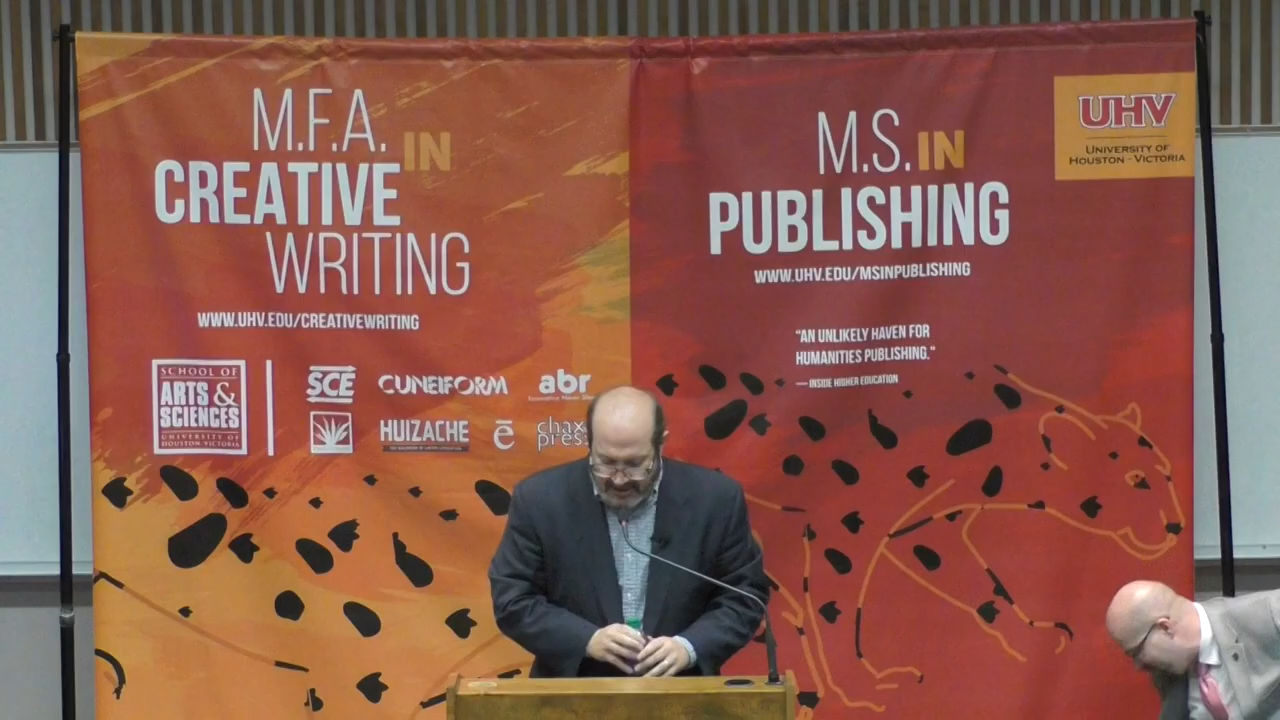 M.F.A. IN
CREATIVE
WRITING
WWW.UHV.EDU/CREATIVEWRITING
SCHOOL OF
ARTS &
SCIENCES
UNIVERSITY OF
HOUSTON-VICTORIA
SCE
CUNEIFORM
abr
HUIZACHE
ē
chax
M.S. IN
PUBLISHING
WWW.UHV.EDU/MSINPUBLISHING
"AN UNLIKELY HAVEN FOR
HUMANITIES PUBLISHING."
— INSIDE HIGHER EDUCATION
UHV
UNIVERSITY OF
HOUSTON - VICTORIA